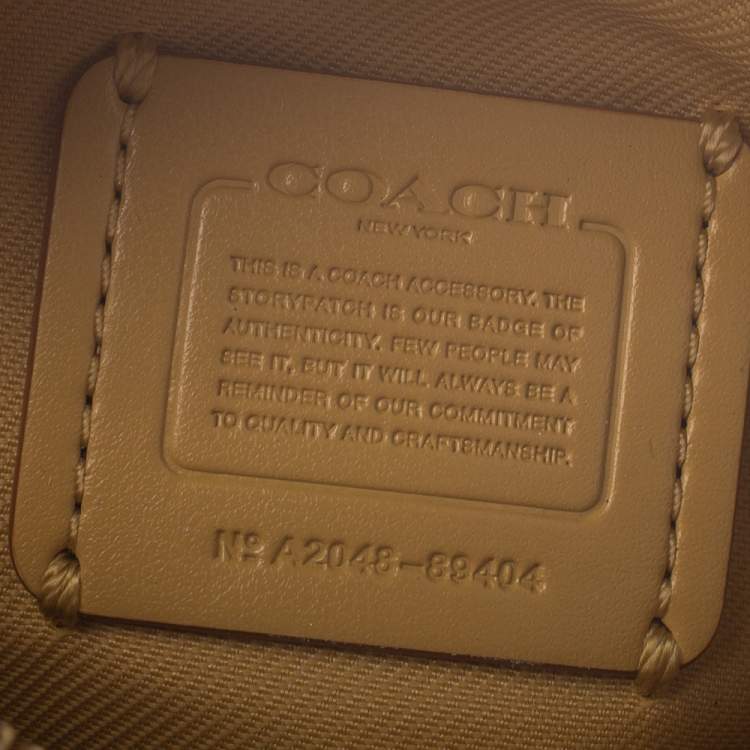 COACH
NEW YORK
THIS IS A COACH ACCESSORY. THE
STORYPATCH IS OUR BADGE OF
AUTHENTICITY. FEW PEOPLE MAY
SEE IT, BUT IT WILL ALWAYS BE A
REMINDER OF OUR COMMITMENT
TO QUALITY AND CRAFTSMANSHIP.
Nº A2048-89404